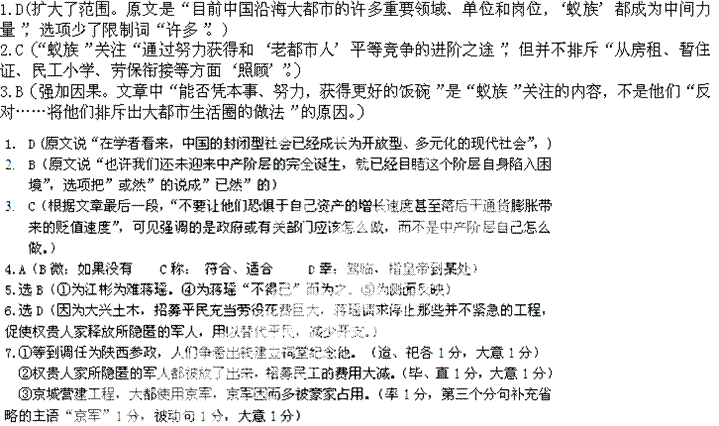 1.D(扩大了范围。原文是“目前中国沿海大都市的许多重要领域、单位和岗位，‘蚁族’都成为中间力
量”，选项少了限制词“许多”。)
2.C（“蚁族”关注“通过努力获得和‘老都市人’平等竞争的进阶之途”，但并不排斥“从房租、暂住
证、民工小学、劳保衔接等方面‘照顾’”。）
3.B（强加因果。文章中“能否凭本事、努力，获得更好的饭碗”是“蚁族”关注的内容，不是他们“反
对……将他们排斥出大都市生活圈的做法”的原因。）
1. D(原文说“在学者看来，中国的封闭型社会已经成长为开放型、多元化的现代社会”，)
2. B(原文说“也许我们还未迎来中产阶层的完全诞生，就已经目睹这个阶层自身陷入困
境”，选项把”或然”的说成”已然”的)
3. C（根据文章最后一段，“不要让他们恐惧于自己资产的增长速度甚至落后于通货膨胀带
来的贬值速度”，可见强调的是政府或有关部门应该怎么做，而不是中产阶层自己怎么
做。）
4.A（B 微：如果没有 C 称： 符合、适合 D 幸：驾临，指皇帝到某处）
5.选 B（①为江彬为难蒋瑶。④为蒋瑶“不得已”而为之。⑤为侧面反映）
6.选 D（因为大兴土木，招募平民充当劳役花费巨大，蒋瑶请求停止那些并不紧急的工程，
促使权贵人家释放所隐匿的军人，用以替代平民，减少开支。）
7.①等到调任为陕西参政，人们争着出钱建立祠堂纪念他。（迨、祀各 1 分，大意 1 分）
②权贵人家所隐匿的军人都被放了出来，招募民工的费用大减。（毕、直 1 分，大意 1 分）
③京城营建工程，大都使用京军，京军因而多被豪家占用。（率 1 分，第三个分句补充省
略的主语“京军”1 分，被动句 1 分，大意 1 分）